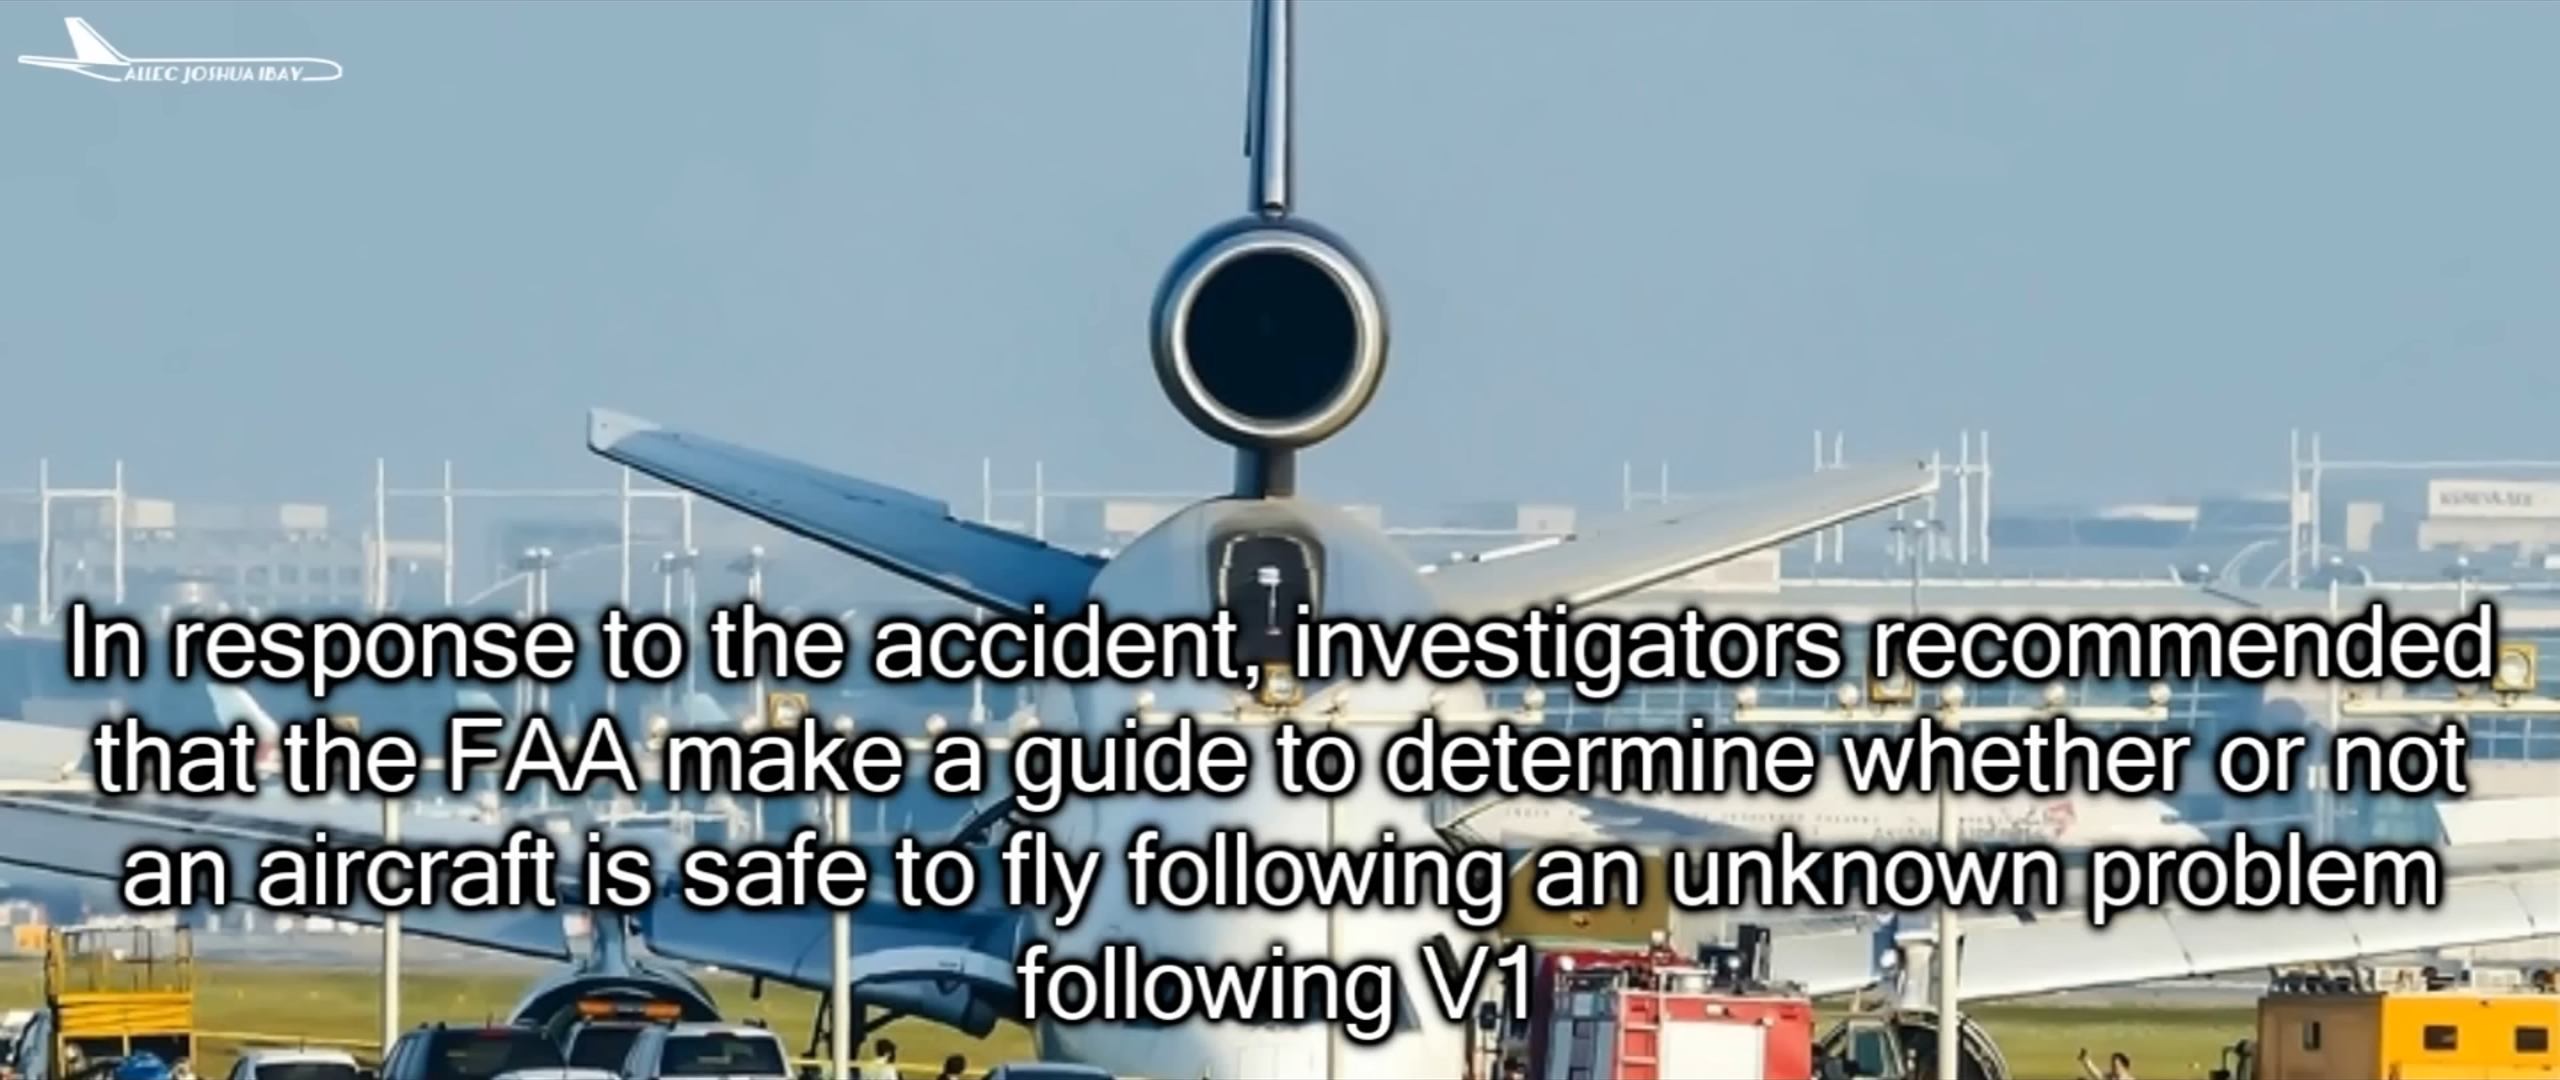 ALLEC JOSHUA IBAY
In response to the accident, investigators recommended
that the FAA make a guide to determine whether or not
an aircraft is safe to fly following an unknown problem
following V1